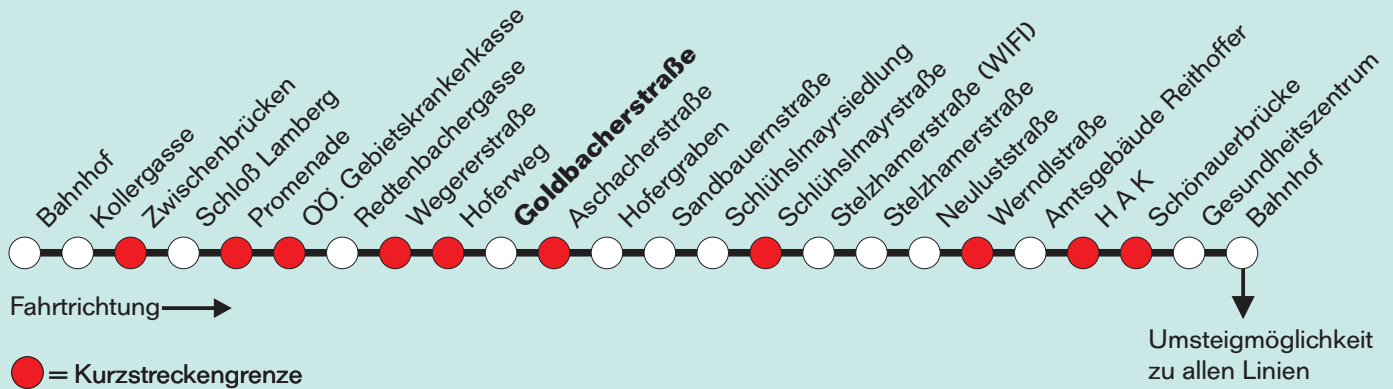 Bahnhof
Kollergasse
Zwischenbrücken
Schloß Lamberg
Promenade
OÖ. Gebietskrankenkasse
Redtenbachergasse
Wegererstraße
Hoferweg
Goldbacherstraße
Aschacherstraße
Hofergraben
Sandbauernstraße
Schlühslmayrsiedlung
Schlühslmayrstraße
Stelzhamerstraße (WIFI)
Stelzhamerstraße
Neuluststraße
Werndlstraße
Amtsgebäude Reithoffer
H A K
Schönauerbrücke
Gesundheitszentrum
Bahnhof
Fahrtrichtung
Umsteigmöglichkeit
zu allen Linien
= Kurzstreckengrenze